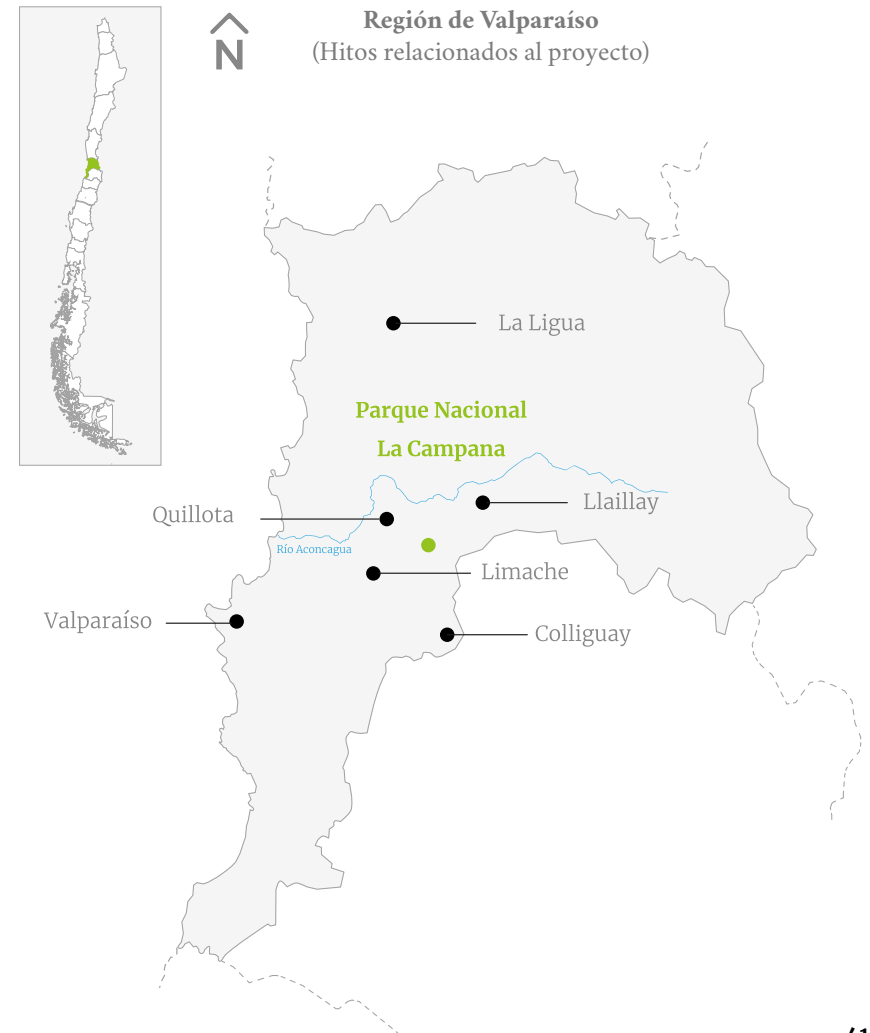 Región de Valparaíso
(Hitos relacionados al proyecto)
N
La Ligua
Parque Nacional
La Campana
Llaillay
Quillota
Río Aconcagua
Limache
Valparaíso
Colliguay